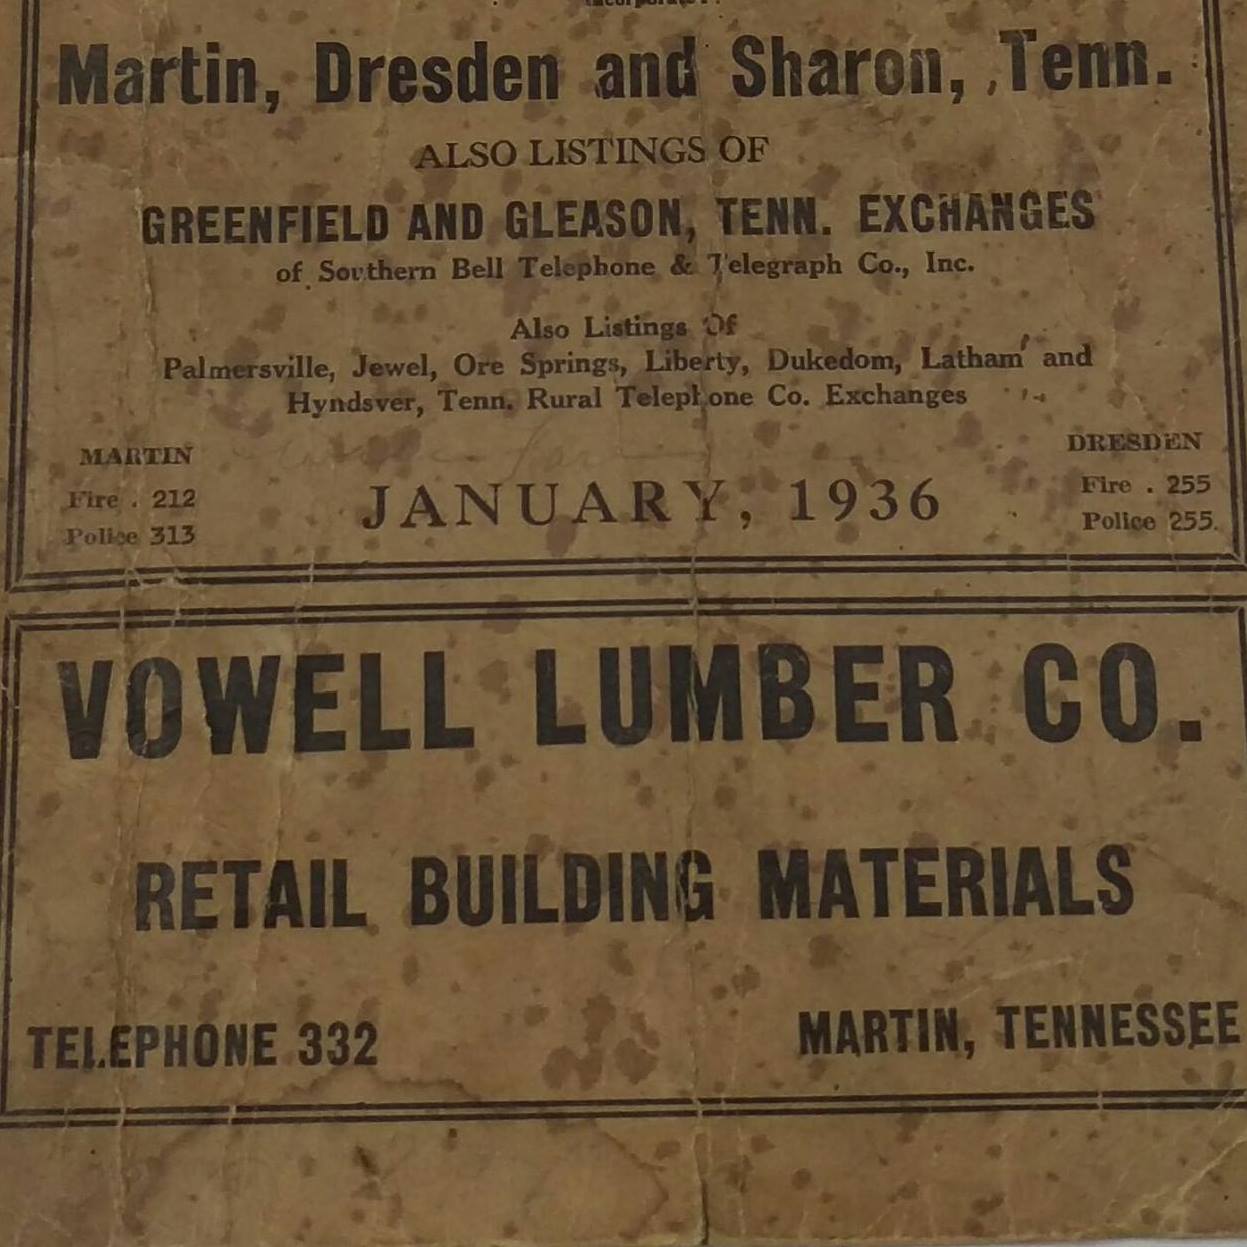 Martin, Dresden and Sharon, Tenn.
ALSO LISTINGS OF
GREENFIELD AND GLEASON, TENN. EXCHANGES
of Southern Bell Telephone & Telegraph Co., Inc.
Also Listings Of
Palmersville, Jewel, Ore Springs, Liberty, Dukedom, Latham and
Hyndsver, Tenn. Rural Telephone Co. Exchanges
MARTIN
Fire . 212
Police 313
JANUARY, 1936
DRESDEN
Fire . 255
Police 255.
VOWELL LUMBER CO.
RETAIL BUILDING MATERIALS
TELEPHONE 332
MARTIN, TENNESSEE